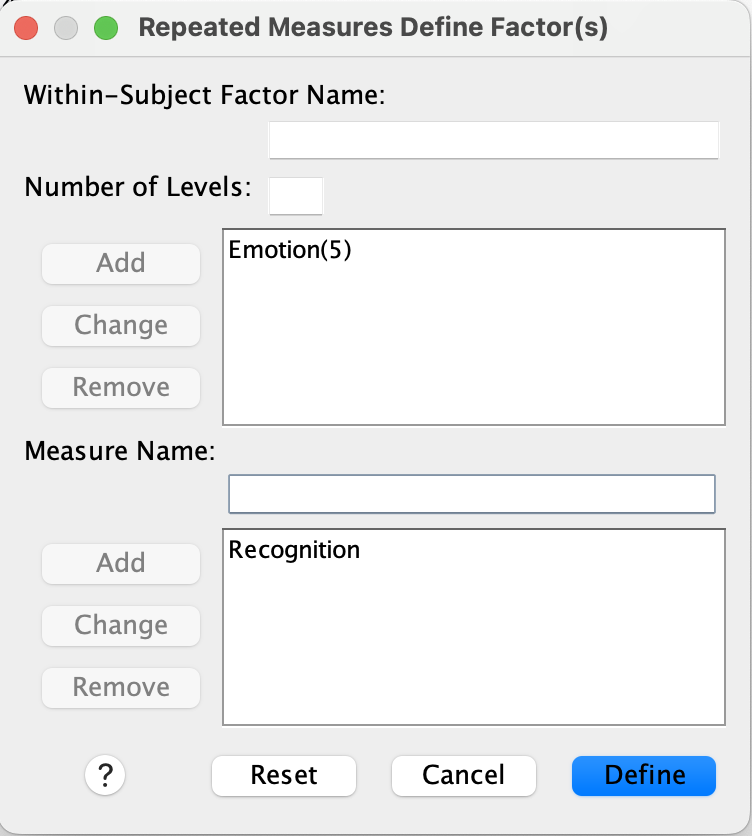 Repeated Measures Define Factor(s)
Within-Subject Factor Name:
Number of Levels:
Add
Emotion(5)
Change
Remove
Measure Name:
Add
Recognition
Change
Remove
?
Reset
Cancel
Define